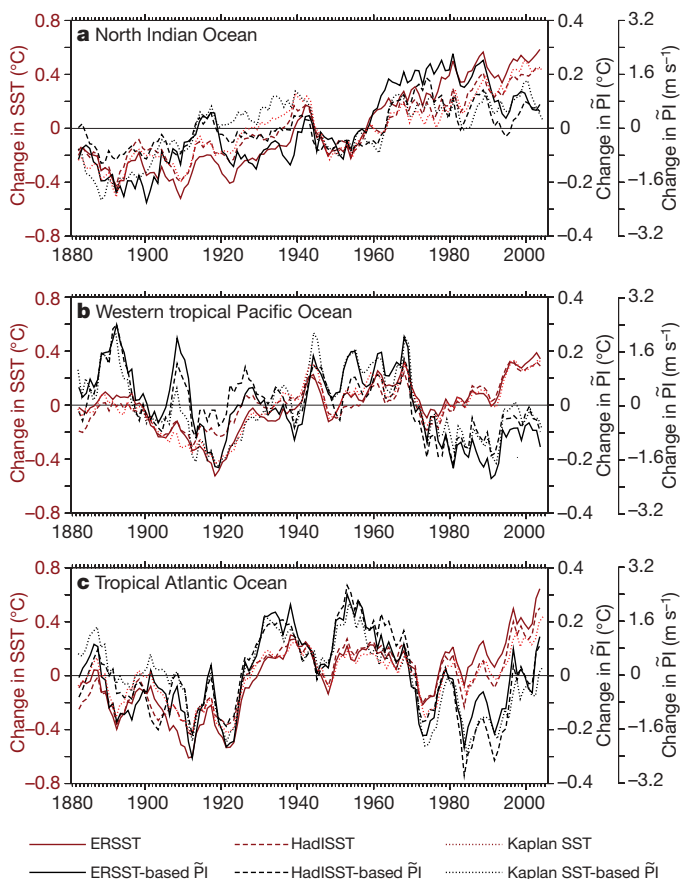 a North Indian Ocean
Change in SST (°C)
0.8
0.4
0
−0.4
−0.8
0.4
0.2
0
−0.2
−0.4
Change in P̃I (°C)
3.2
1.6
0
−1.6
−3.2
Change in P̃I (m s⁻¹)
1880 1900 1920 1940 1960 1980 2000
b Western tropical Pacific Ocean
Change in SST (°C)
0.8
0.4
0
−0.4
−0.8
0.4
0.2
0
−0.2
−0.4
Change in P̃I (°C)
3.2
1.6
0
−1.6
−3.2
Change in P̃I (m s⁻¹)
1880 1900 1920 1940 1960 1980 2000
c Tropical Atlantic Ocean
Change in SST (°C)
0.8
0.4
0
−0.4
−0.8
0.4
0.2
0
−0.2
−0.4
Change in P̃I (°C)
3.2
1.6
0
−1.6
−3.2
Change in P̃I (m s⁻¹)
1880 1900 1920 1940 1960 1980 2000
ERSST HadISST Kaplan SST
ERSST-based P̃I HadISST-based P̃I Kaplan SST-based P̃I